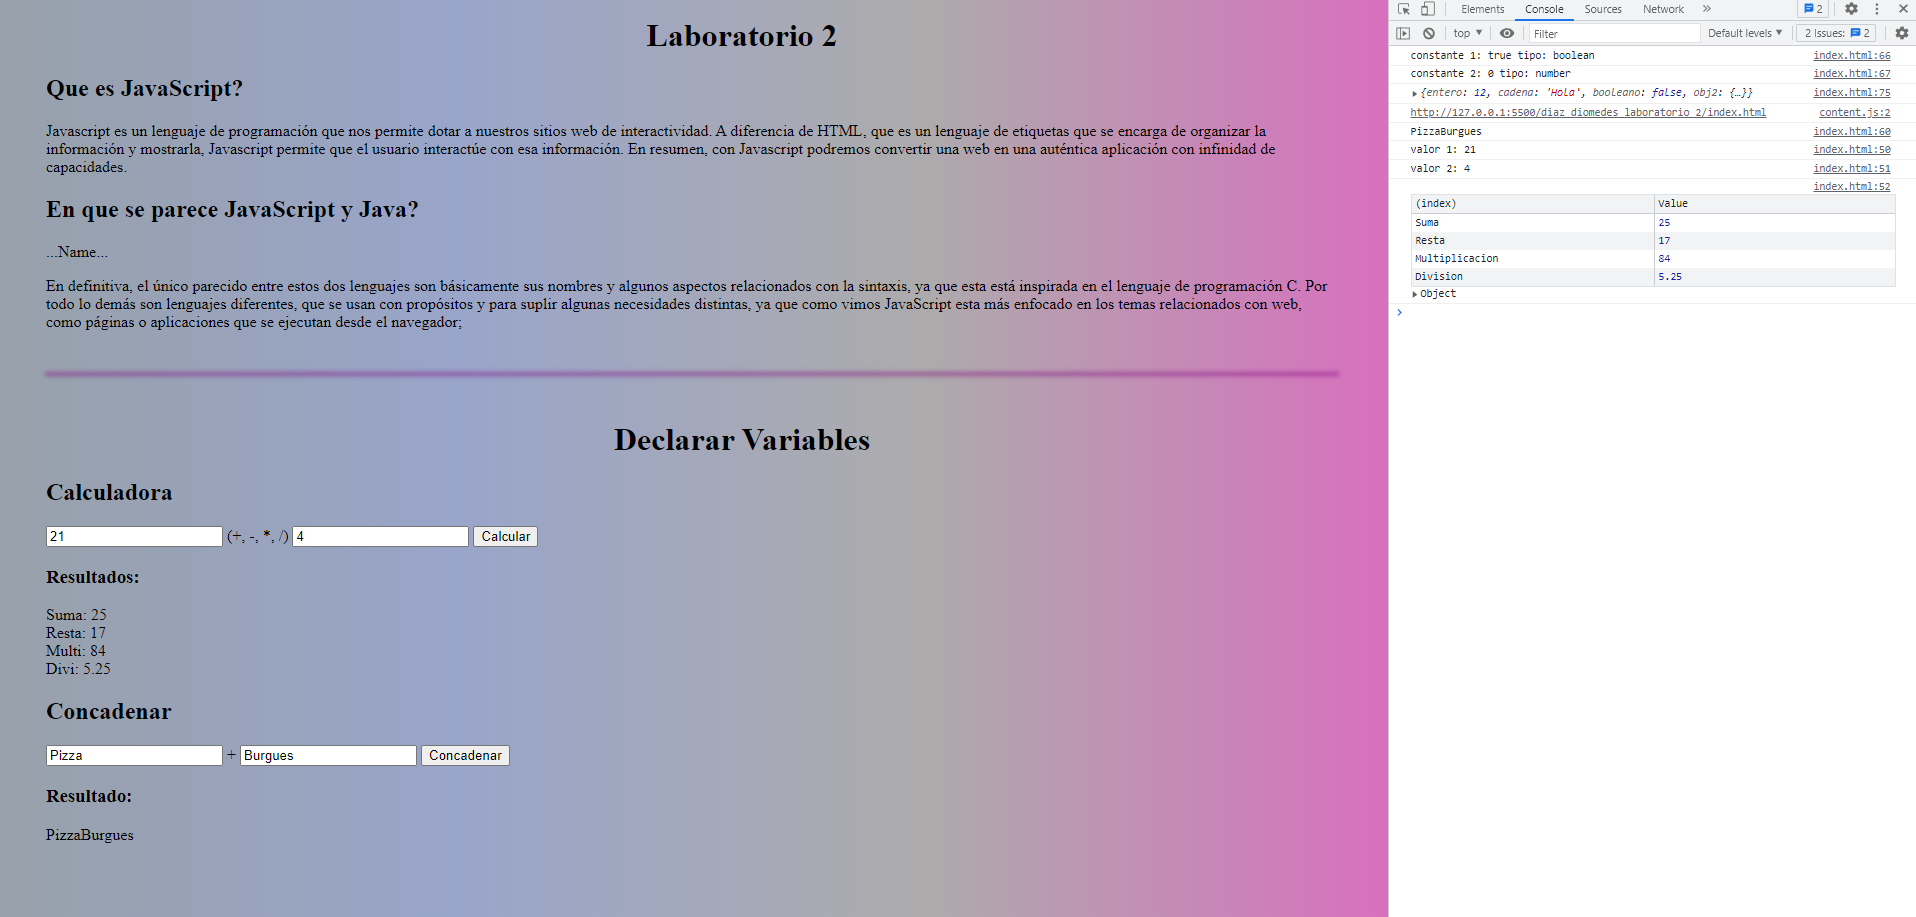 Laboratorio 2
Que es JavaScript?
Javascript es un lenguaje de programación que nos permite dotar a nuestros sitios web de interactividad. A diferencia de HTML, que es un lenguaje de etiquetas que se encarga de organizar la
información y mostrarla, Javascript permite que el usuario interactúe con esa información. En resumen, con Javascript podremos convertir una web en una auténtica aplicación con infinidad de
capacidades.
En que se parece JavaScript y Java?
...Name...
En definitiva, el único parecido entre estos dos lenguajes son básicamente sus nombres y algunos aspectos relacionados con la sintaxis, ya que esta está inspirada en el lenguaje de programación C. Por
todo lo demás son lenguajes diferentes, que se usan con propósitos y para suplir algunas necesidades distintas, ya que como vimos JavaScript esta más enfocado en los temas relacionados con web,
como páginas o aplicaciones que se ejecutan desde el navegador;
Declarar Variables
Calculadora
21 (+, -, *, /) 4 Calcular
Resultados:
Suma: 25
Resta: 17
Multi: 84
Divi: 5.25
Concadenar
Pizza + Burgues Concadenar
Resultado:
PizzaBurgues
Elements Console Sources Network » 2
top Filter Default levels 2 Issues: 2
constante 1: true tipo: boolean index.html:66
constante 2: 0 tipo: number index.html:67
{entero: 12, cadena: 'Hola', booleano: false, obj2: {…}} index.html:75
http://127.0.0.1:5500/diaz_diomedes_laboratorio_2/index.html content.js:2
PizzaBurgues index.html:60
valor 1: 21 index.html:50
valor 2: 4 index.html:51
index.html:52
(index) Value
Suma 25
Resta 17
Multiplicacion 84
Division 5.25
Object